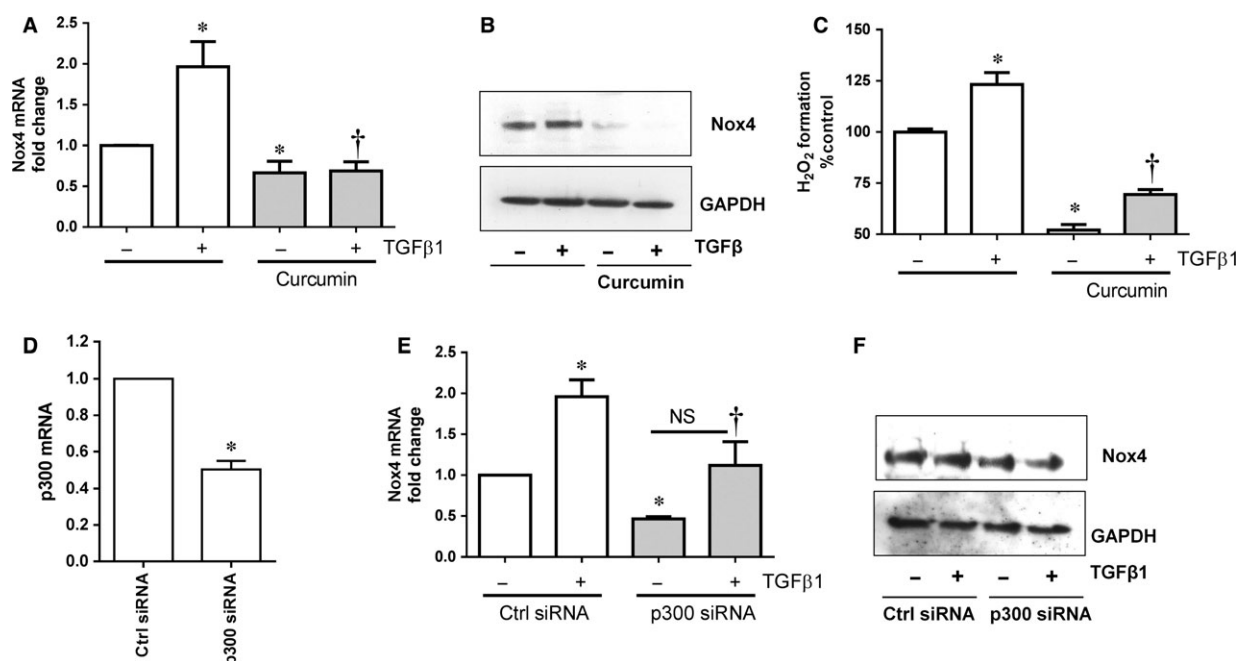 A
Nox4 mRNA
fold change
2.5
2.0
1.5
1.0
0.5
0.0
*
*
†
– + – + TGFβ1
Curcumin
B
Nox4
GAPDH
– + – + TGFβ
Curcumin
C
H₂O₂ formation
%control
150
125
100
75
50
*
*
†
– + – + TGFβ1
Curcumin
D
p300 mRNA
1.2
1.0
0.8
0.6
0.4
0.2
0.0
*
Ctrl siRNA
p300 siRNA
E
Nox4 mRNA
fold change
2.5
2.0
1.5
1.0
0.5
0.0
*
NS
*
†
– + – + TGFβ1
Ctrl siRNA p300 siRNA
F
Nox4
GAPDH
– + – + TGFβ1
Ctrl siRNA p300 siRNA